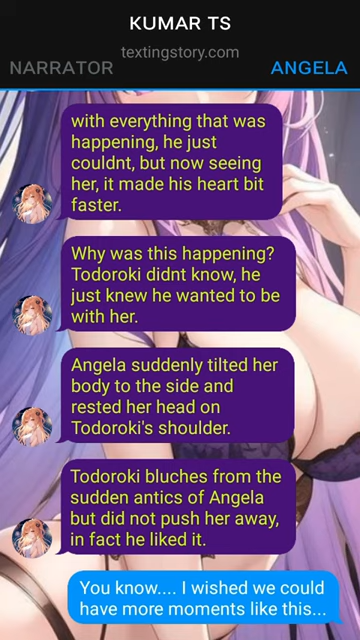 KUMAR TS
textingstory.com
NARRATOR
ANGELA
with everything that was
happening, he just
couldnt, but now seeing
her, it made his heart bit
faster.
Why was this happening?
Todoroki didnt know, he
just knew he wanted to be
with her.
Angela suddenly tilted her
body to the side and
rested her head on
Todoroki's shoulder.
Todoroki bluches from the
sudden antics of Angela
but did not push her away,
in fact he liked it.
You know.... I wished we could
have more moments like this...